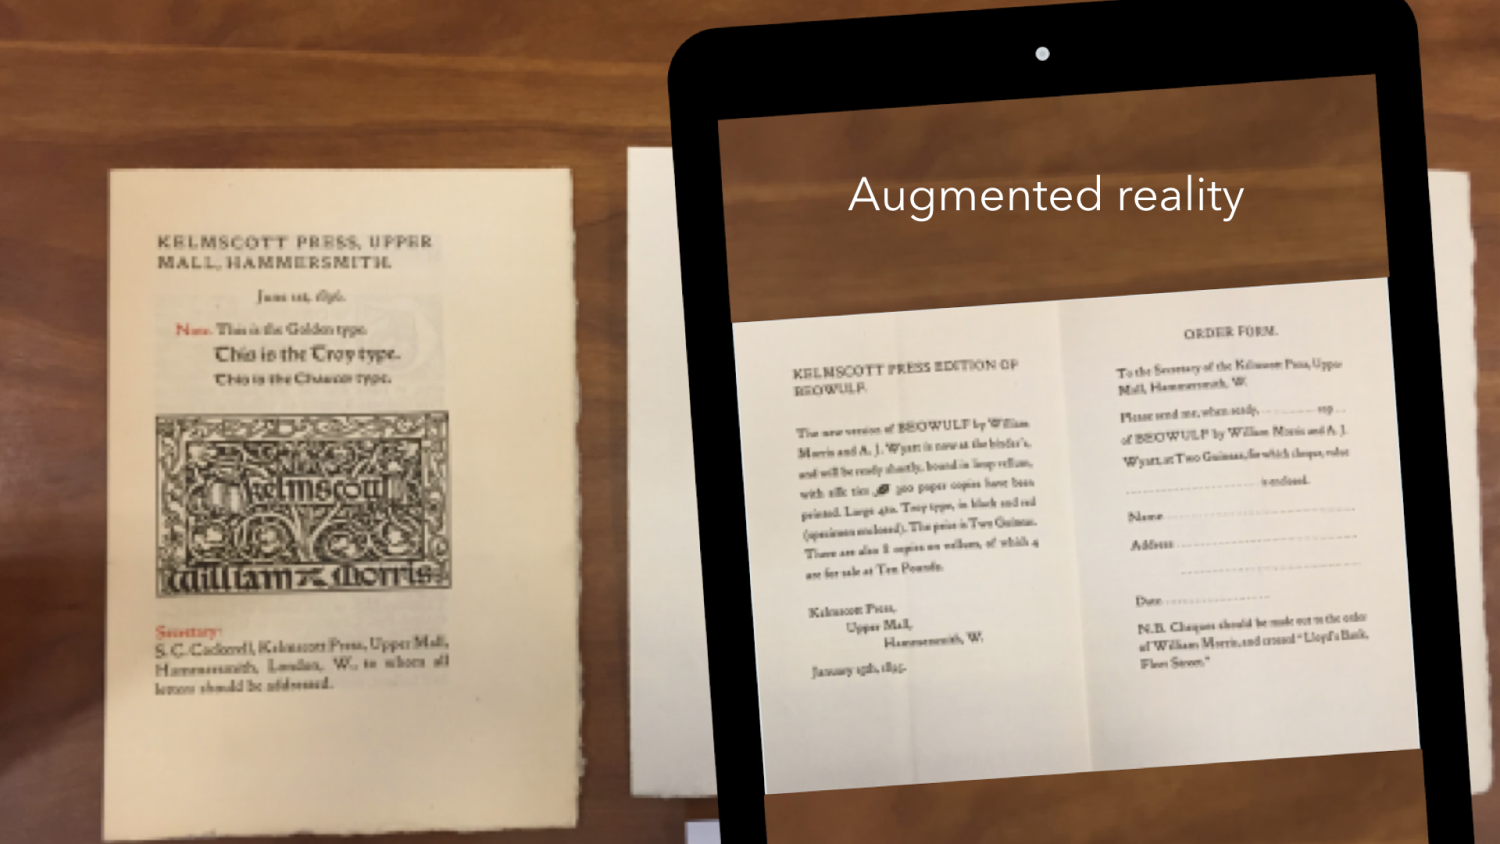 KELMSCOTT PRESS, UPPER
MALL, HAMMERSMITH.
June 1st, 1896.
Note. This is the Golden type.
This is the Troy type.
This is the Chaucer type.
kelmscott
william morris
Secretary:
S. C. Cockerell, Kelmscott Press, Upper Mall,
Hammersmith, London, W., to whom all
letters should be addressed.
Augmented reality
KELMSCOTT PRESS EDITION OF
BEOWULF.
The new version of BEOWULF by William
Morris and A. J. Wyatt is now at the binder's,
and will be ready shortly, bound in limp vellum,
with silk ties 300 paper copies have been
printed. Large 4to. Troy type, in black and red
(specimen enclosed). The price is Two Guineas.
There are also 8 copies on vellum, of which 4
are for sale at Ten Pounds.
Kelmscott Press,
Upper Mall,
Hammersmith, W.
January 15th, 1895.
ORDER FORM.
To the Secretary of the Kelmscott Press, Upper
Mall, Hammersmith, W.
Please send me, when ready,
of BEOWULF by William Morris and A. J.
Wyatt, at Two Guineas, for which cheque, value
is enclosed.
Name
Address
Date
N.B. Cheques should be made out to the order
of William Morris, and crossed "Lloyd's Bank,
Fleet Street."